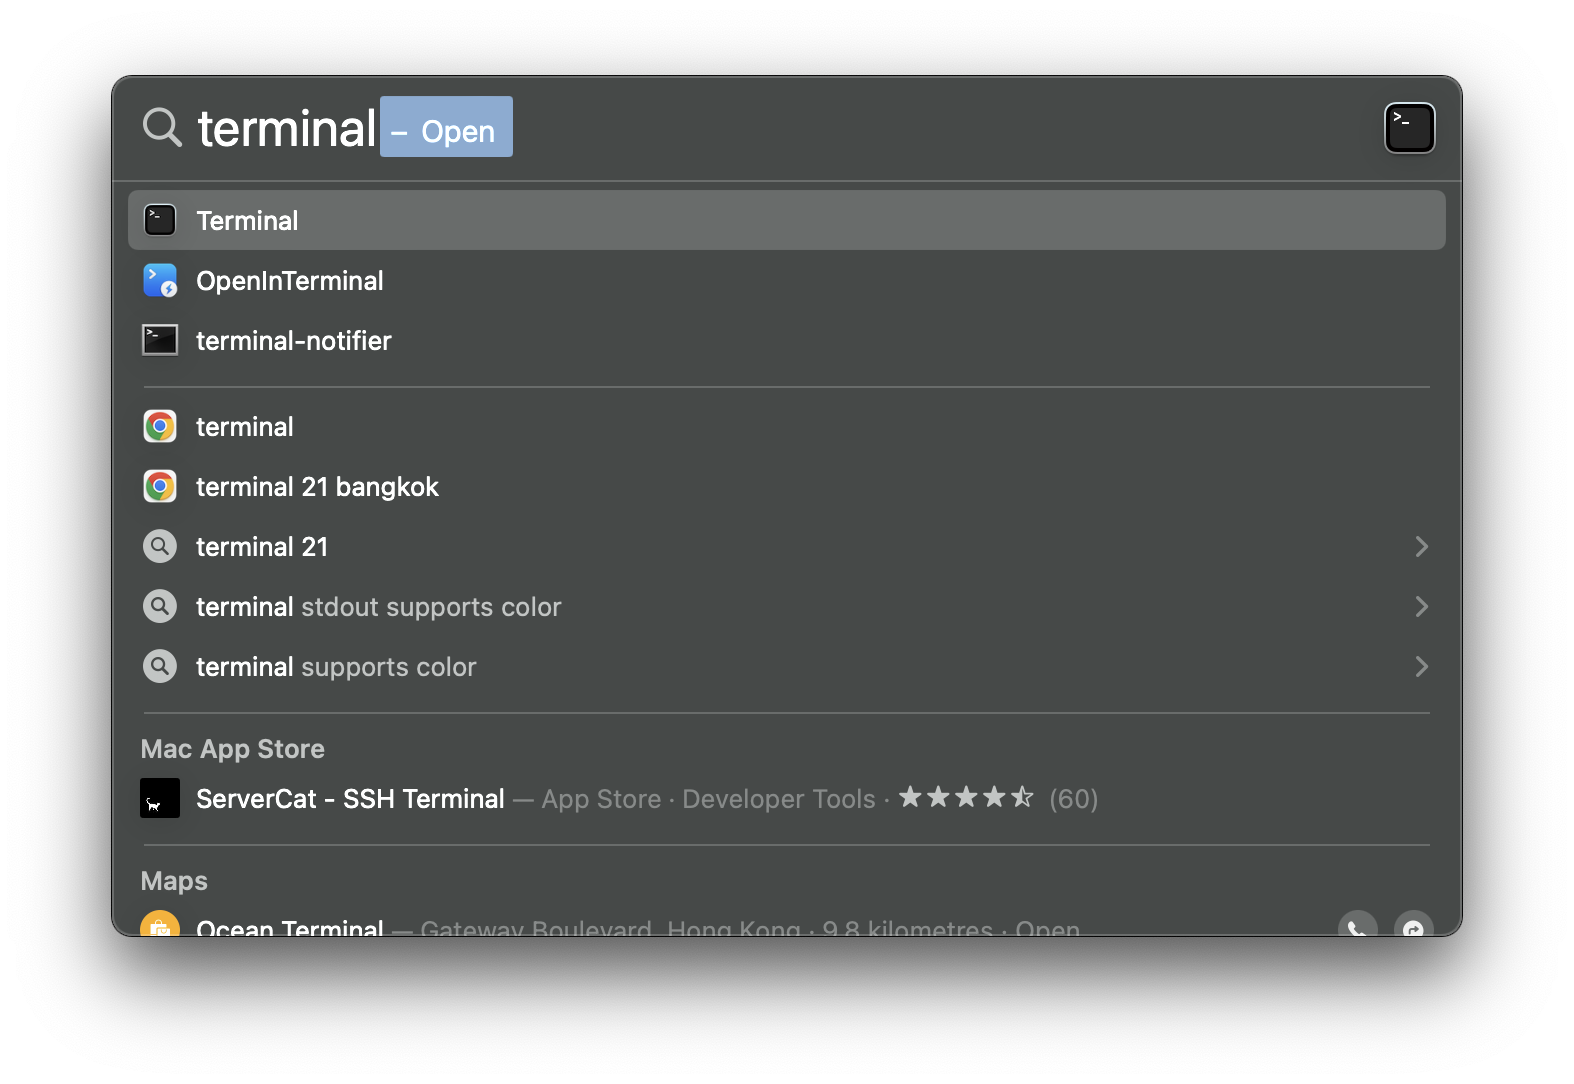 terminal – Open
Terminal
OpenInTerminal
terminal-notifier
terminal
terminal 21 bangkok
terminal 21
terminal stdout supports color
terminal supports color
Mac App Store
ServerCat - SSH Terminal — App Store · Developer Tools · ★★★★⯪ (60)
Maps
Ocean Terminal — Gateway Boulevard, Hong Kong · 9.8 kilometres · Open